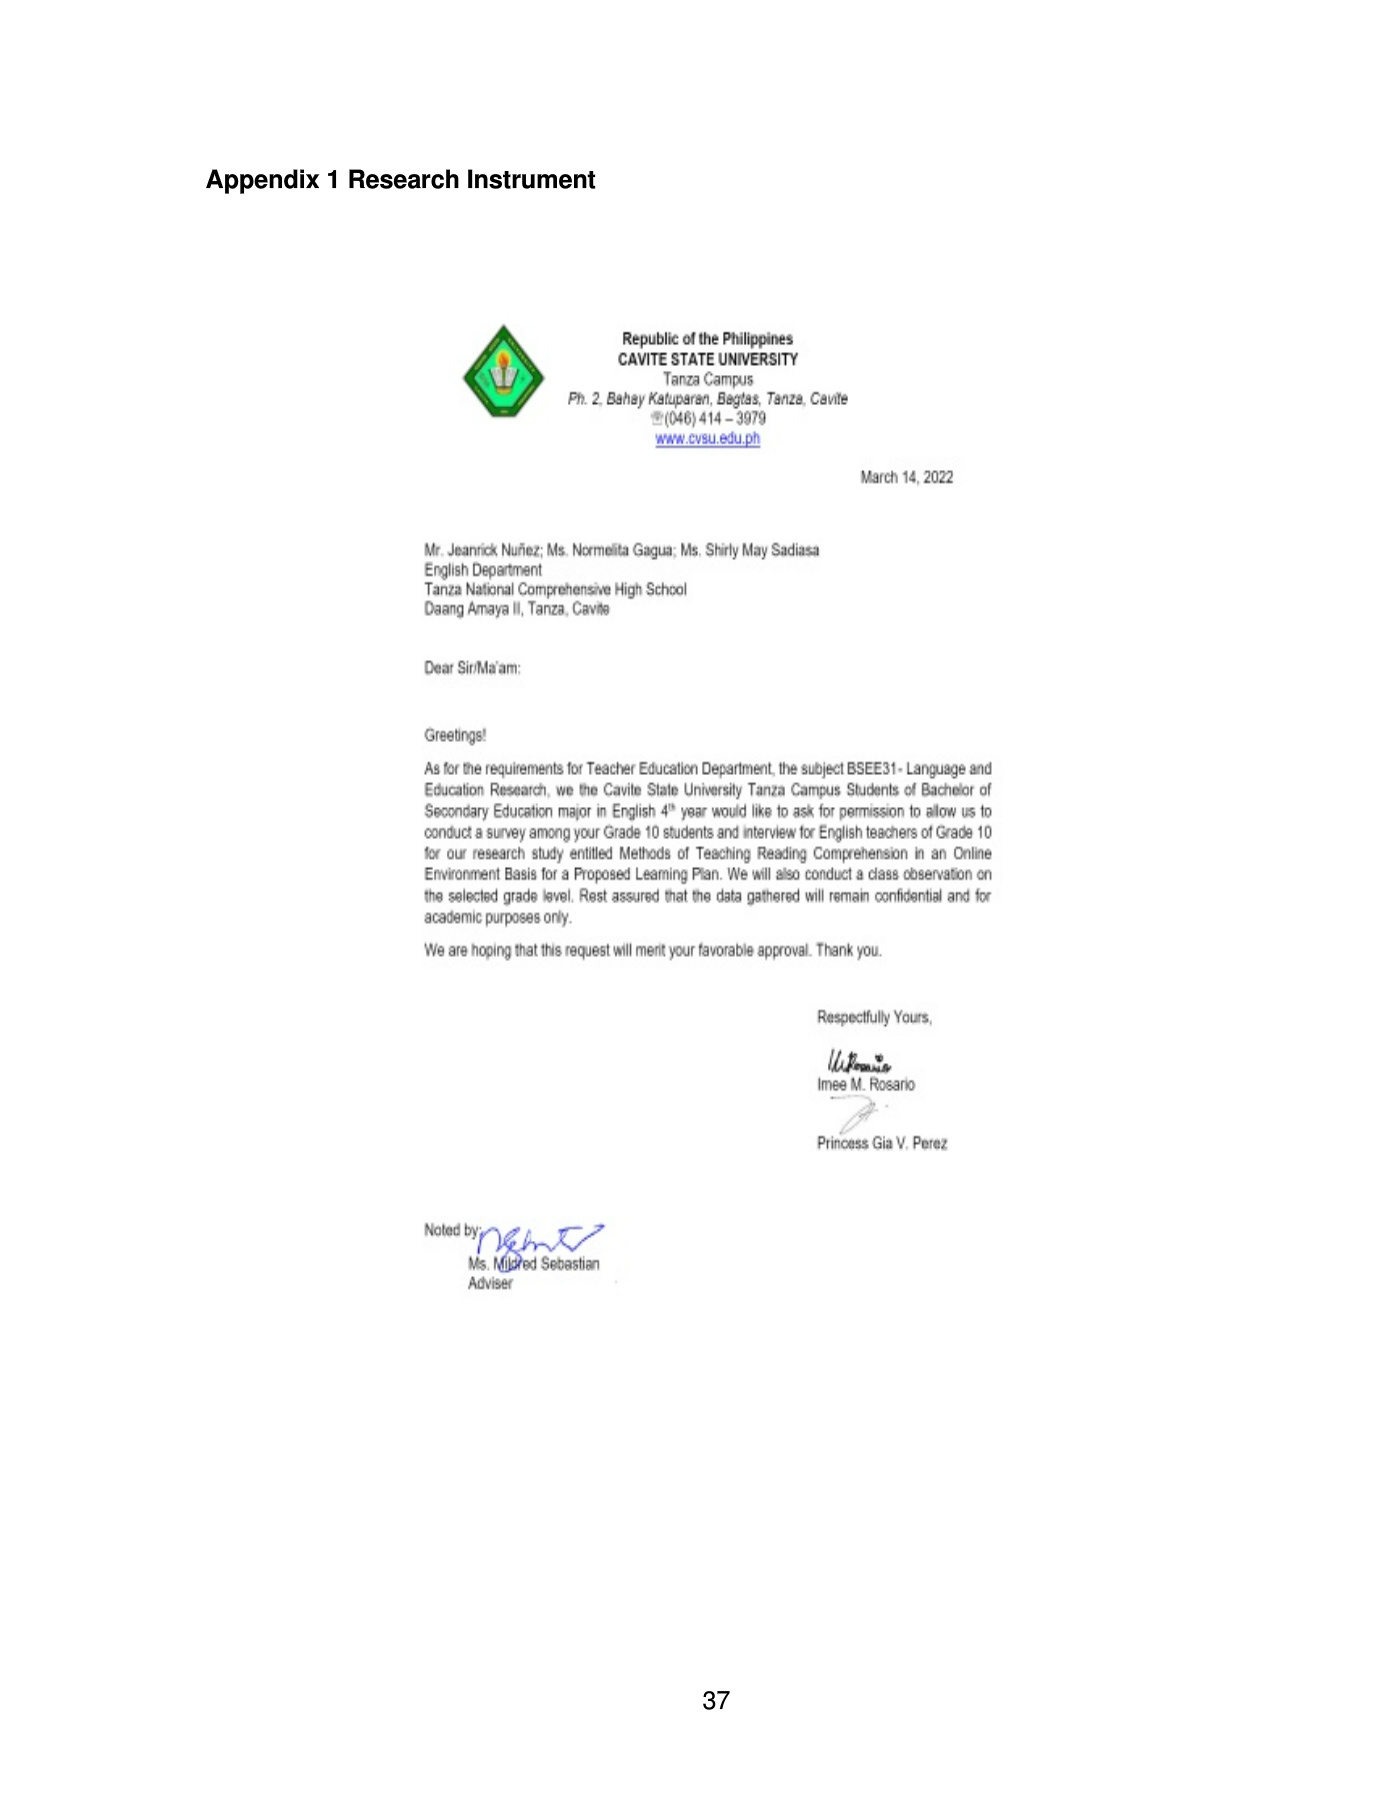 Appendix 1 Research Instrument
Republic of the Philippines
CAVITE STATE UNIVERSITY
Tanza Campus
Ph. 2, Bahay Katuparan, Bagtas, Tanza, Cavite
☏(046) 414 – 3979
www.cvsu.edu.ph
March 14, 2022
Mr. Jeanrick Nuñez; Ms. Normelita Gagua; Ms. Shirly May Sadiasa
English Department
Tanza National Comprehensive High School
Daang Amaya II, Tanza, Cavite
Dear Sir/Ma'am:
Greetings!
As for the requirements for Teacher Education Department, the subject BSEE31- Language and
Education Research, we the Cavite State University Tanza Campus Students of Bachelor of
Secondary Education major in English 4th year would like to ask for permission to allow us to
conduct a survey among your Grade 10 students and interview for English teachers of Grade 10
for our research study entitled Methods of Teaching Reading Comprehension in an Online
Environment Basis for a Proposed Learning Plan. We will also conduct a class observation on
the selected grade level. Rest assured that the data gathered will remain confidential and for
academic purposes only.
We are hoping that this request will merit your favorable approval. Thank you.
Respectfully Yours,
Imee M. Rosario
Princess Gia V. Perez
Noted by:
Ms. Mildred Sebastian
Adviser
37